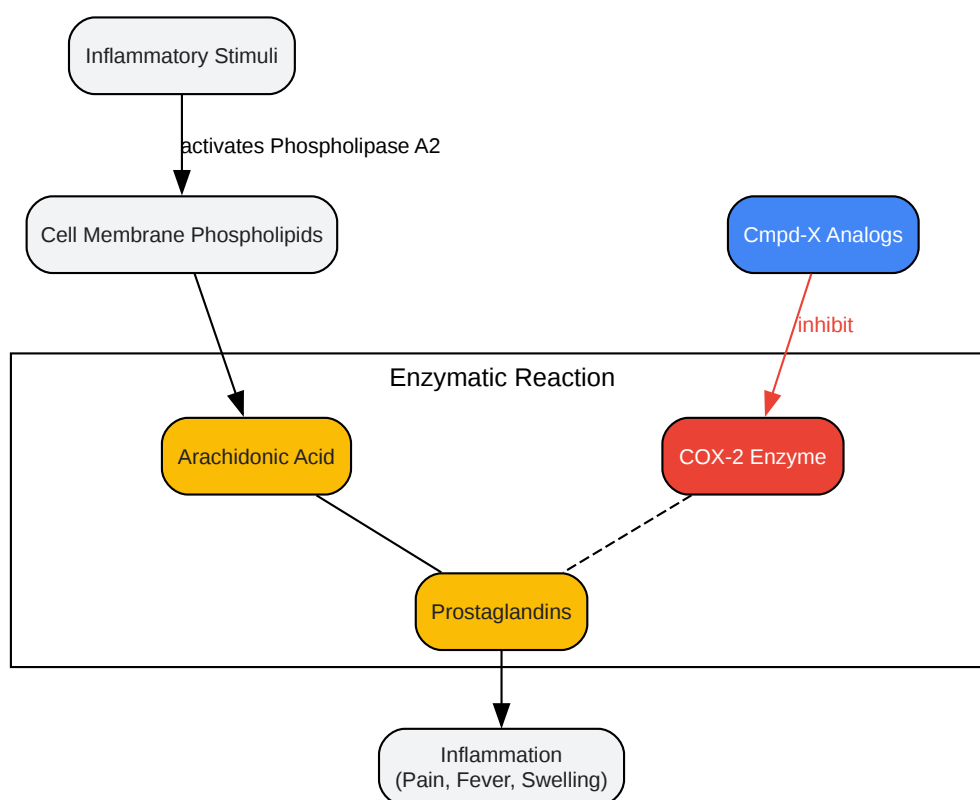 Inflammatory Stimuli
activates Phospholipase A2
Cell Membrane Phospholipids
Cmpd-X Analogs
inhibit
Enzymatic Reaction
Arachidonic Acid
COX-2 Enzyme
Prostaglandins
Inflammation
(Pain, Fever, Swelling)